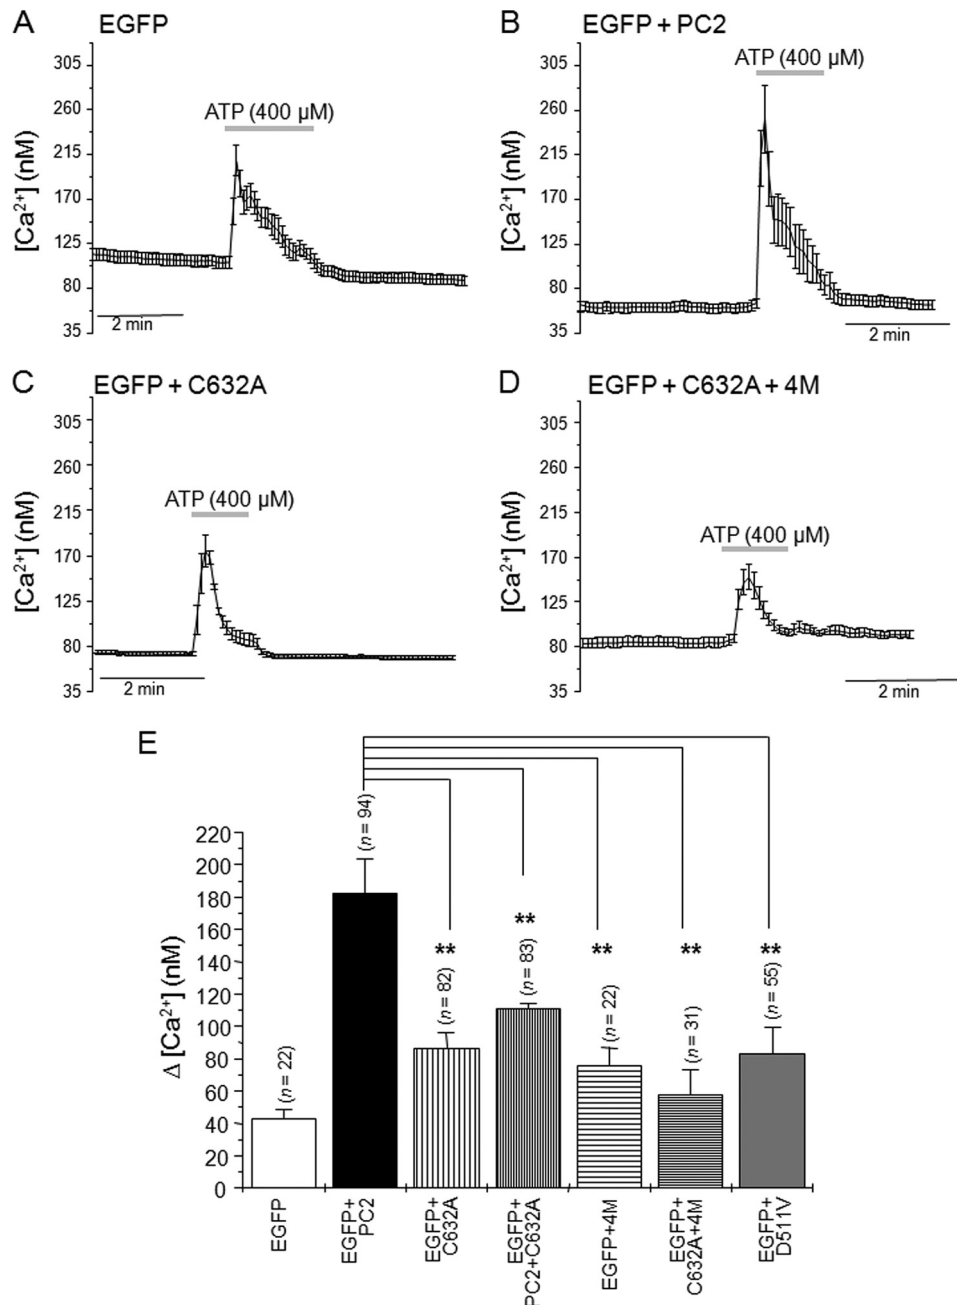 A EGFP
ATP (400 µM)
[Ca²⁺] (nM)
305
260
215
170
125
80
35
2 min
B EGFP + PC2
ATP (400 µM)
[Ca²⁺] (nM)
305
260
215
170
125
80
35
2 min
C EGFP + C632A
ATP (400 µM)
[Ca²⁺] (nM)
305
260
215
170
125
80
35
2 min
D EGFP + C632A + 4M
ATP (400 µM)
[Ca²⁺] (nM)
305
260
215
170
125
80
35
2 min
E
Δ [Ca²⁺] (nM)
220
200
180
160
140
120
100
80
60
40
20
0
(n = 22)
(n = 94)
**
(n = 82)
**
(n = 83)
**
(n = 22)
**
(n = 31)
**
(n = 55)
EGFP
EGFP+
PC2
EGFP+
C632A
EGFP+
PC2+C632A
EGFP+4M
EGFP+
C632A+4M
EGFP+
D511V